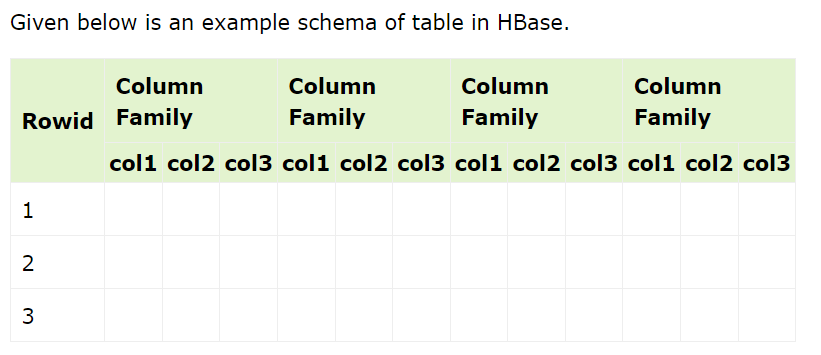 Given below is an example schema of table in HBase.
Rowid
Column Family
Column Family
Column Family
Column Family
col1 col2 col3 col1 col2 col3 col1 col2 col3 col1 col2 col3
1
2
3